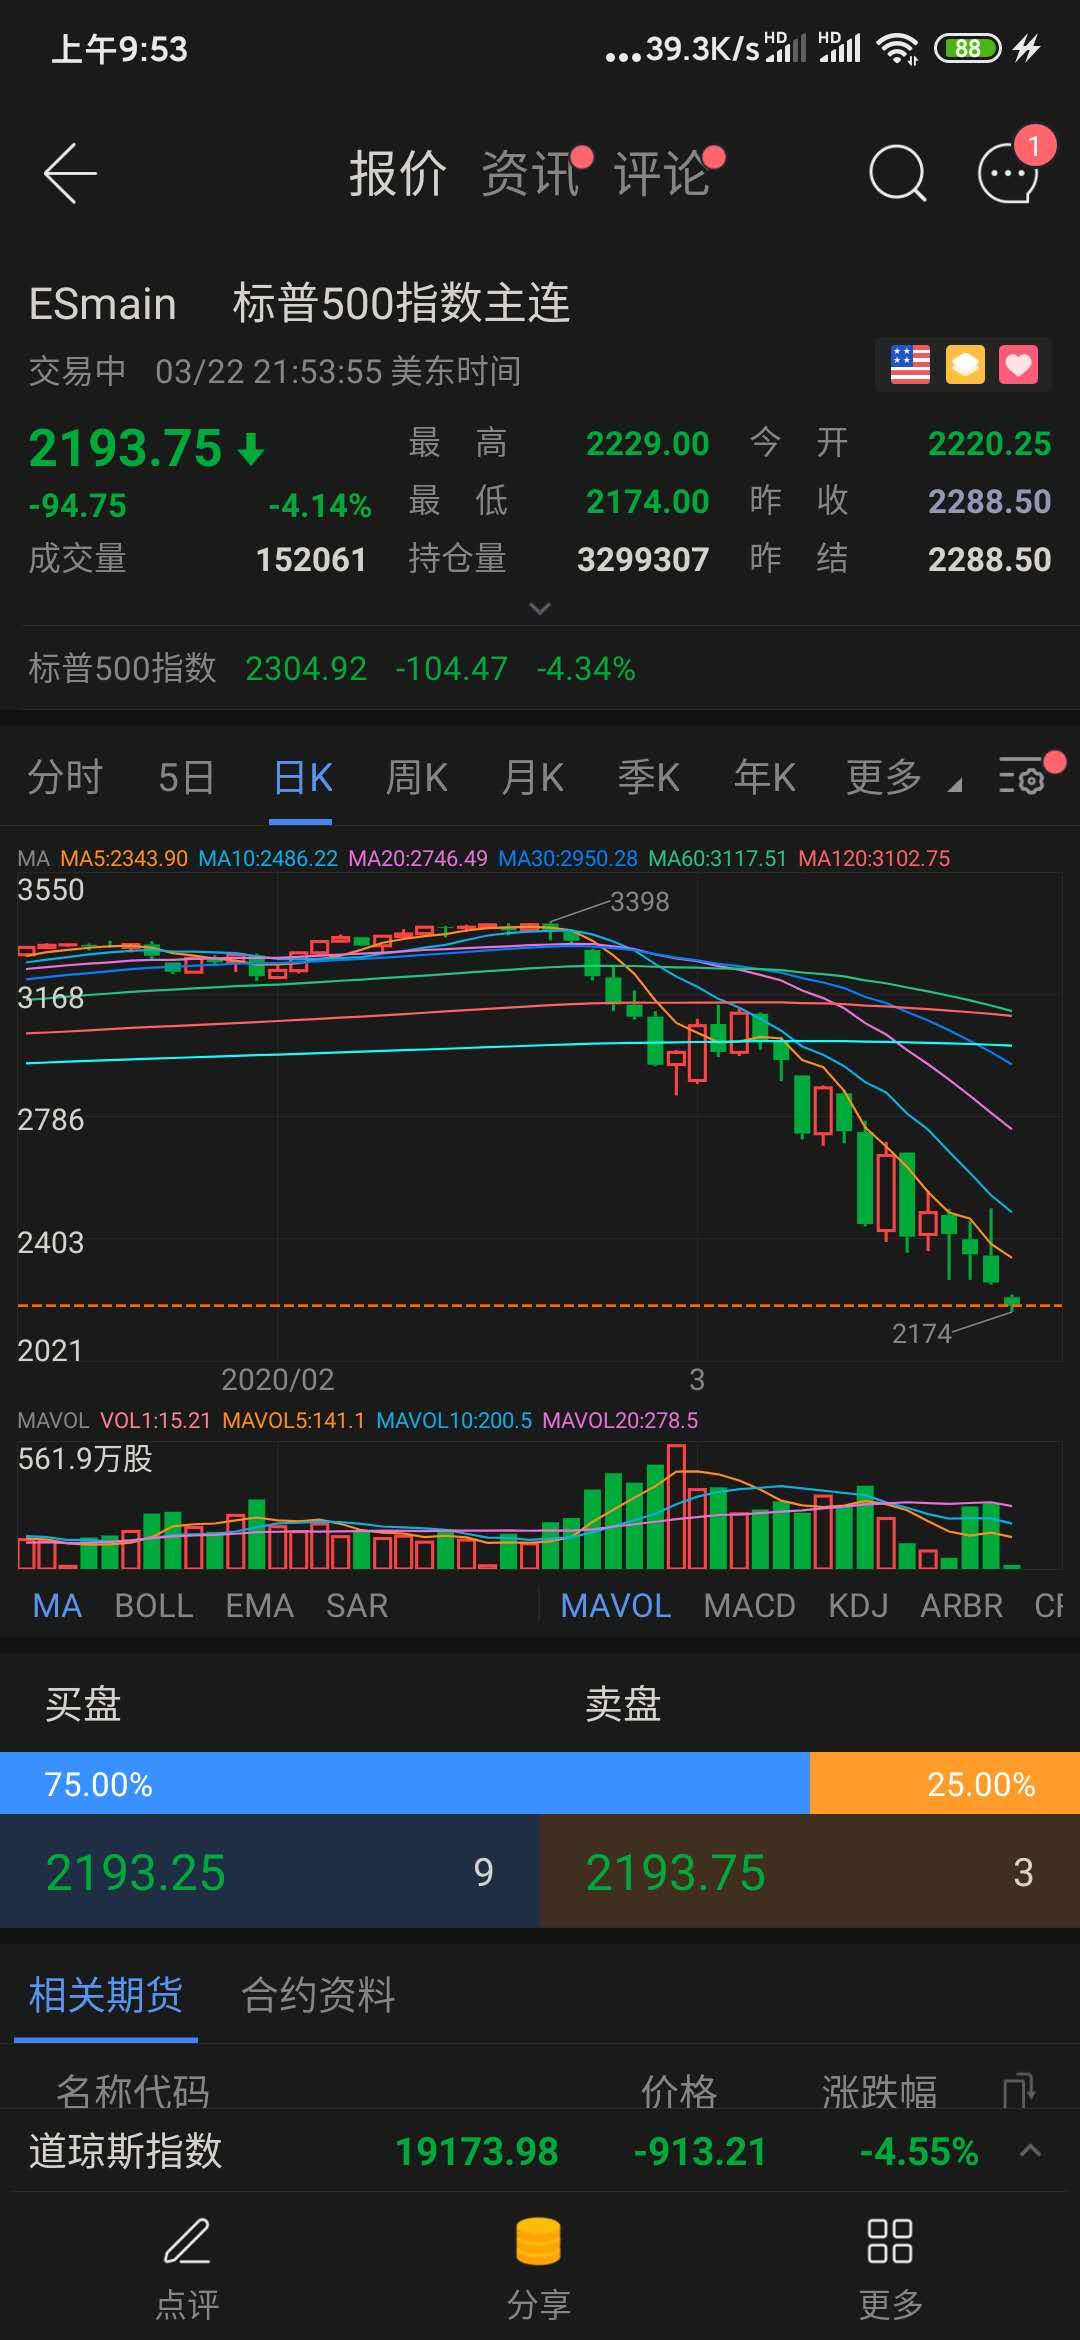 上午9:53 ...39.3K/s HD HD 88
报价 资讯 评论 1
ESmain 标普500指数主连
交易中 03/22 21:53:55 美东时间
2193.75 最高 2229.00 今开 2220.25
-94.75 -4.14% 最低 2174.00 昨收 2288.50
成交量 152061 持仓量 3299307 昨结 2288.50
标普500指数 2304.92 -104.47 -4.34%
分时 5日 日K 周K 月K 季K 年K 更多
MA MA5:2343.90 MA10:2486.22 MA20:2746.49 MA30:2950.28 MA60:3117.51 MA120:3102.75
3550
3398
3168
2786
2403
2174
2021
2020/02 3
MAVOL VOL1:15.21 MAVOL5:141.1 MAVOL10:200.5 MAVOL20:278.5
561.9万股
MA BOLL EMA SAR MAVOL MACD KDJ ARBR
买盘 卖盘
75.00% 25.00%
2193.25 9 2193.75 3
相关期货 合约资料
名称代码 价格 涨跌幅
道琼斯指数 19173.98 -913.21 -4.55%
点评 分享 更多